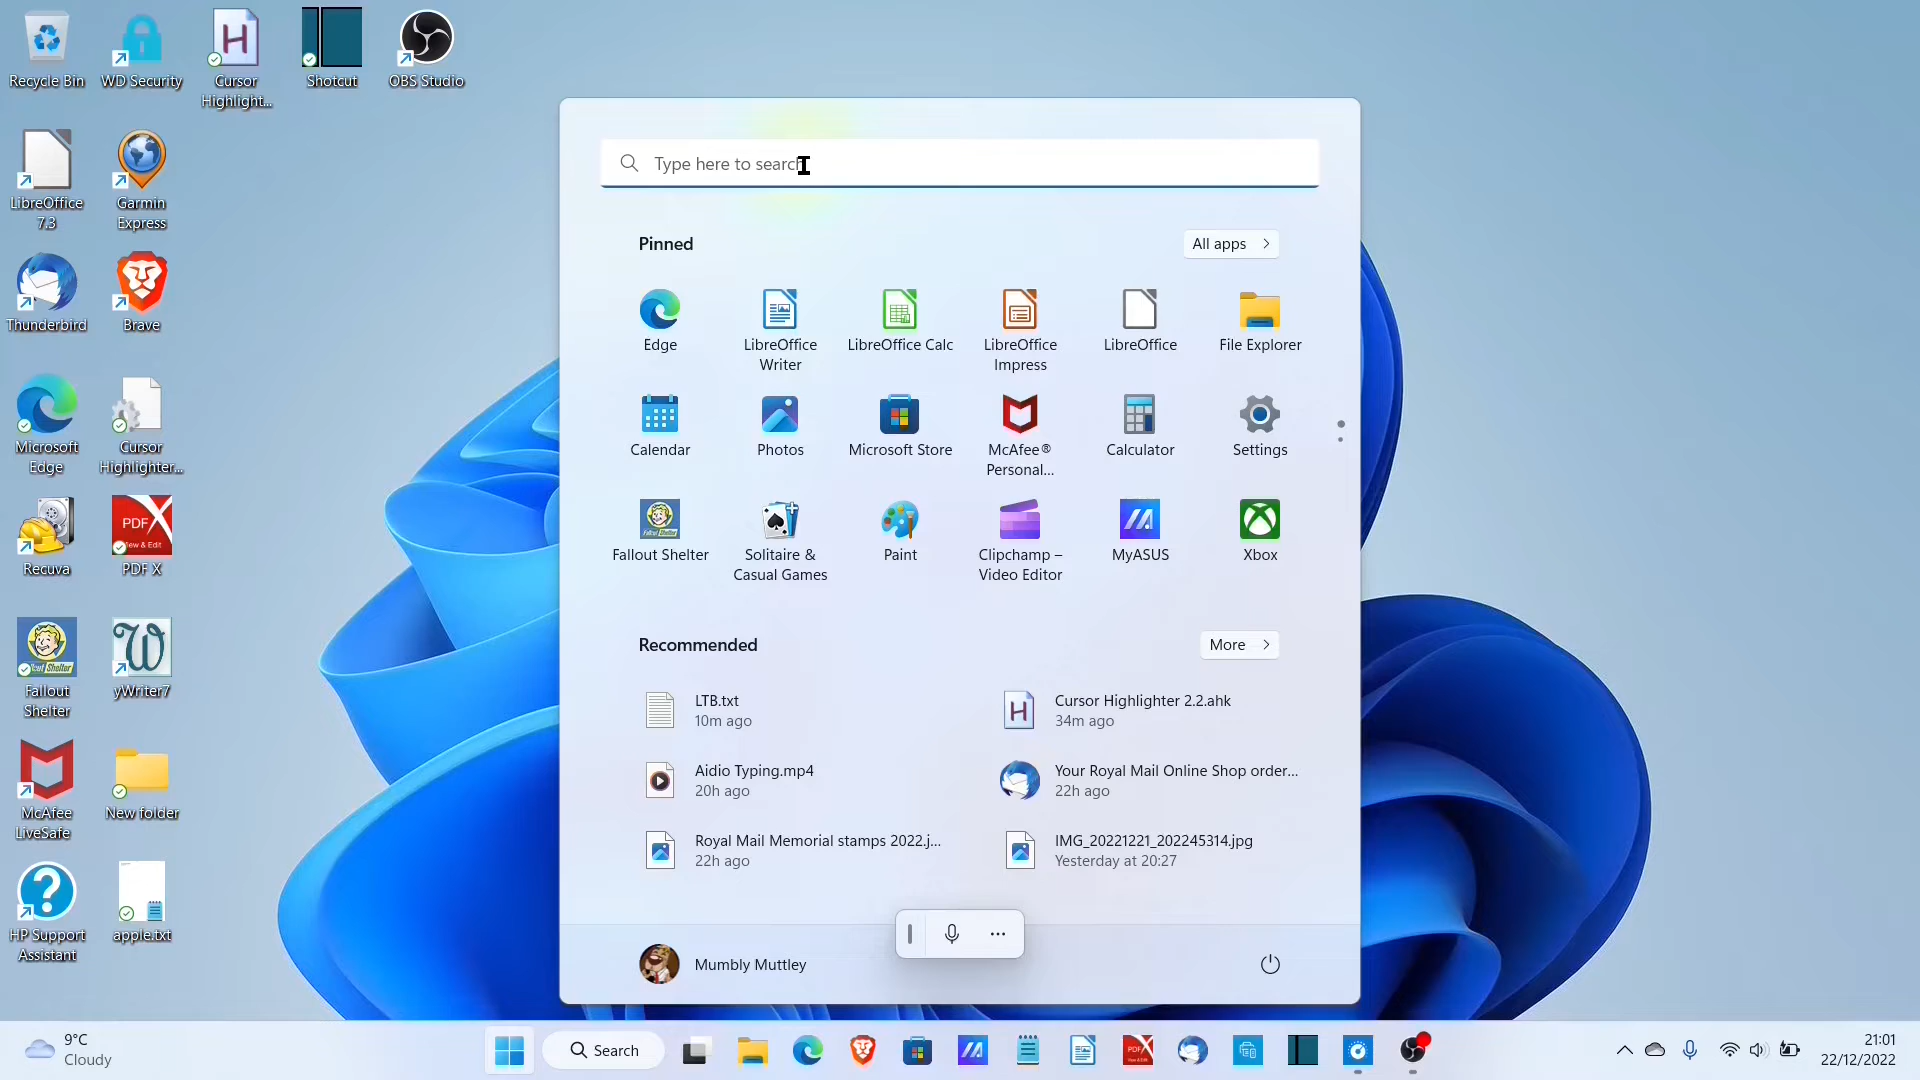 Recycle Bin
WD Security
Cursor
Highlight...
Shotcut
OBS Studio
LibreOffice
7.3
Garmin
Express
Thunderbird
Brave
Microsoft
Edge
Cursor
Highlighter...
Recuva
PDF
View & Edit
PDF X
Fallout
Shelter
yWriter7
McAfee
LiveSafe
New folder
HP Support
Assistant
apple.txt
Type here to search
Pinned
All apps
Edge
LibreOffice
Writer
LibreOffice Calc
LibreOffice
Impress
LibreOffice
File Explorer
Calendar
Photos
Microsoft Store
McAfee®
Personal...
Calculator
Settings
Fallout Shelter
Solitaire &
Casual Games
Paint
Clipchamp –
Video Editor
MyASUS
Xbox
Recommended
More
LTB.txt
10m ago
Cursor Highlighter 2.2.ahk
34m ago
Aidio Typing.mp4
20h ago
Your Royal Mail Online Shop order...
22h ago
Royal Mail Memorial stamps 2022.j...
22h ago
IMG_20221221_202245314.jpg
Yesterday at 20:27
Mumbly Muttley
9°C
Cloudy
Search
21:01
22/12/2022